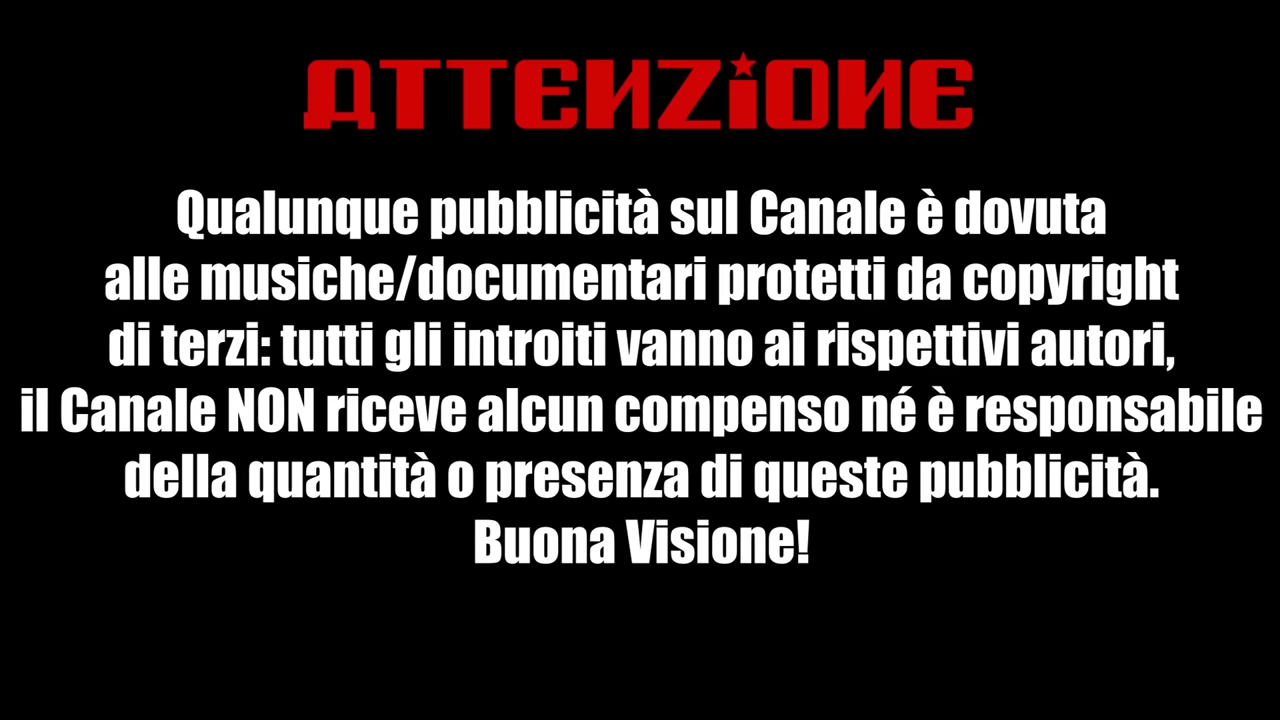 ATTENZIONE
Qualunque pubblicità sul Canale è dovuta
alle musiche/documentari protetti da copyright
di terzi: tutti gli introiti vanno ai rispettivi autori,
il Canale NON riceve alcun compenso né è responsabile
della quantità o presenza di queste pubblicità.
Buona Visione!